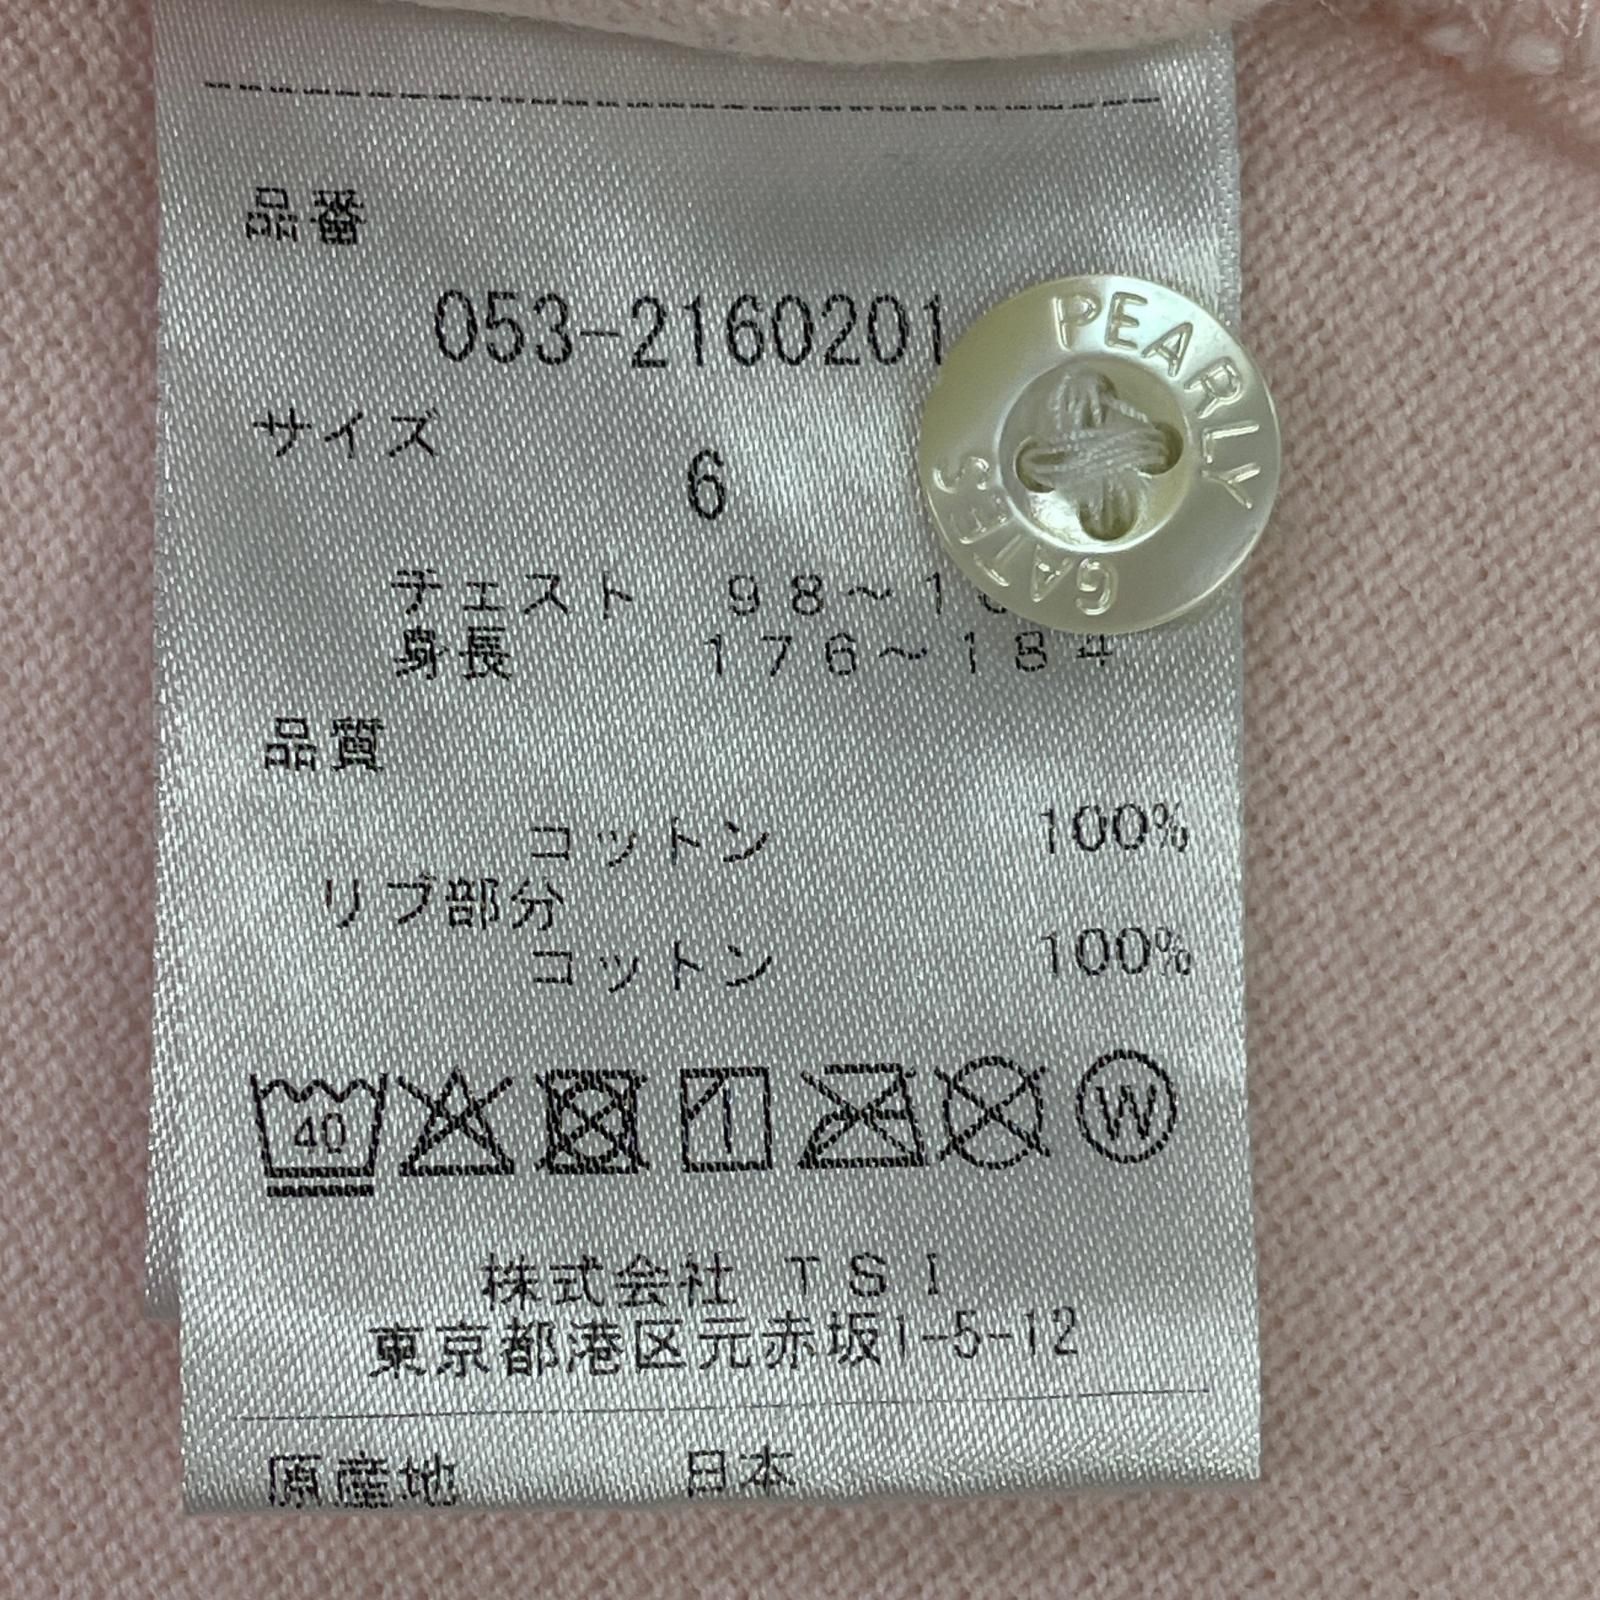 品番
053-2160201
PEARLY GATES
サイズ
6
チェスト 98～1
身長 176～184
品質
コットン 100%
リブ部分
コットン 100%
40
W
株式会社 TSI
東京都港区元赤坂1-5-12
原産地 日本